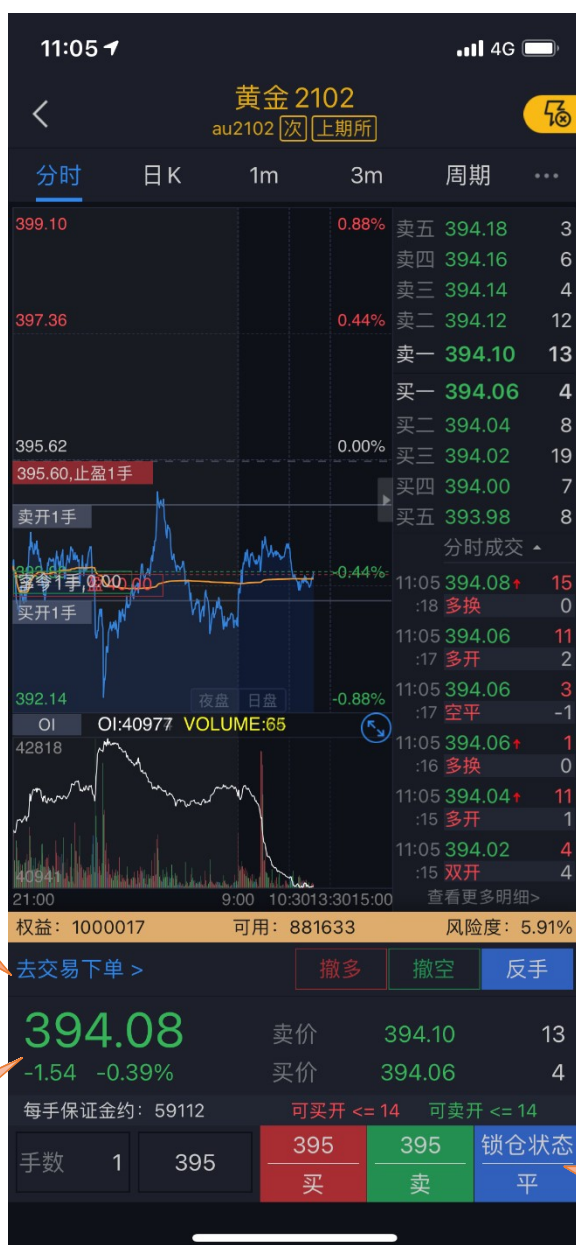 11:05
4G
黄金 2102
au2102 次 上期所
分时 日K 1m 3m 周期 ...
399.10 0.88%
397.36 0.44%
395.62 0.00%
395.60,止盈1手
卖开1手
-0.44%
买开1手
392.14 夜盘 日盘 -0.88%
卖五 394.18 3
卖四 394.16 6
卖三 394.14 4
卖二 394.12 12
卖一 394.10 13
买一 394.06 4
买二 394.04 8
买三 394.02 19
买四 394.00 7
买五 393.98 8
分时成交
11:05 394.08↑ 15
:18 多换 0
11:05 394.06 11
:17 多开 2
11:05 394.06 3
:17 空平 -1
11:05 394.06↑ 1
:16 多换 0
11:05 394.04↑ 11
:15 多开 1
11:05 394.02 4
:15 双开 4
查看更多明细>
OI OI:40977 VOLUME:65
42818
40941
21:00 9:00 10:30 13:30 15:00
权益：1000017 可用：881633 风险度：5.91%
去交易下单 > 撤多 撤空 反手
394.08 卖价 394.10 13
-1.54 -0.39% 买价 394.06 4
每手保证金约：59112 可买开 <= 14 可卖开 <= 14
手数 1 395 395 395 锁仓状态
买 卖 平